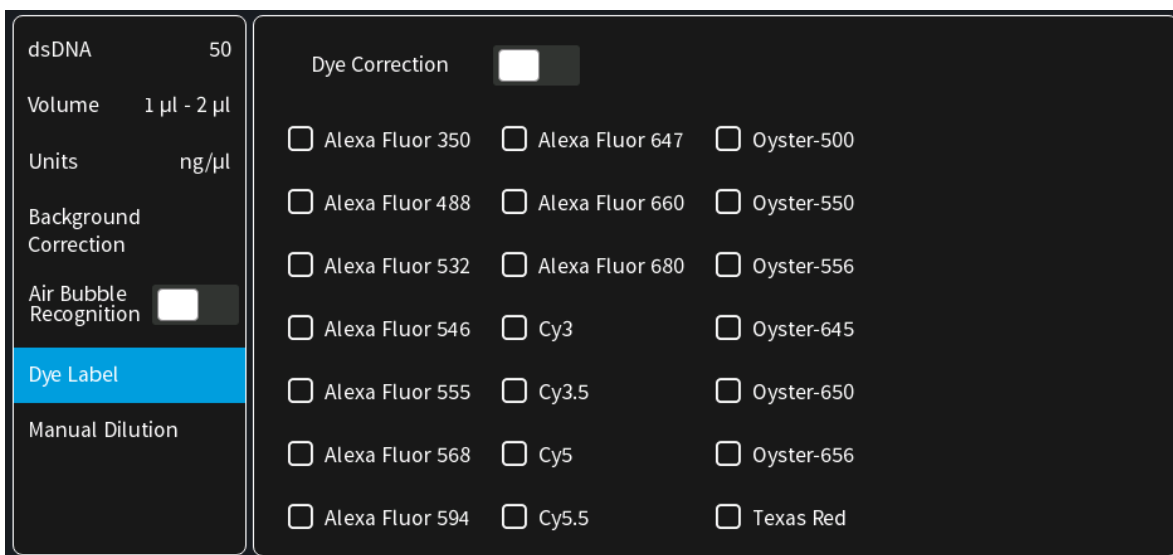 dsDNA 50
Volume 1 µl - 2 µl
Units ng/µl
Background
Correction
Air Bubble
Recognition
Dye Label
Manual Dilution
Dye Correction
Alexa Fluor 350 Alexa Fluor 647 Oyster-500
Alexa Fluor 488 Alexa Fluor 660 Oyster-550
Alexa Fluor 532 Alexa Fluor 680 Oyster-556
Alexa Fluor 546 Cy3 Oyster-645
Alexa Fluor 555 Cy3.5 Oyster-650
Alexa Fluor 568 Cy5 Oyster-656
Alexa Fluor 594 Cy5.5 Texas Red